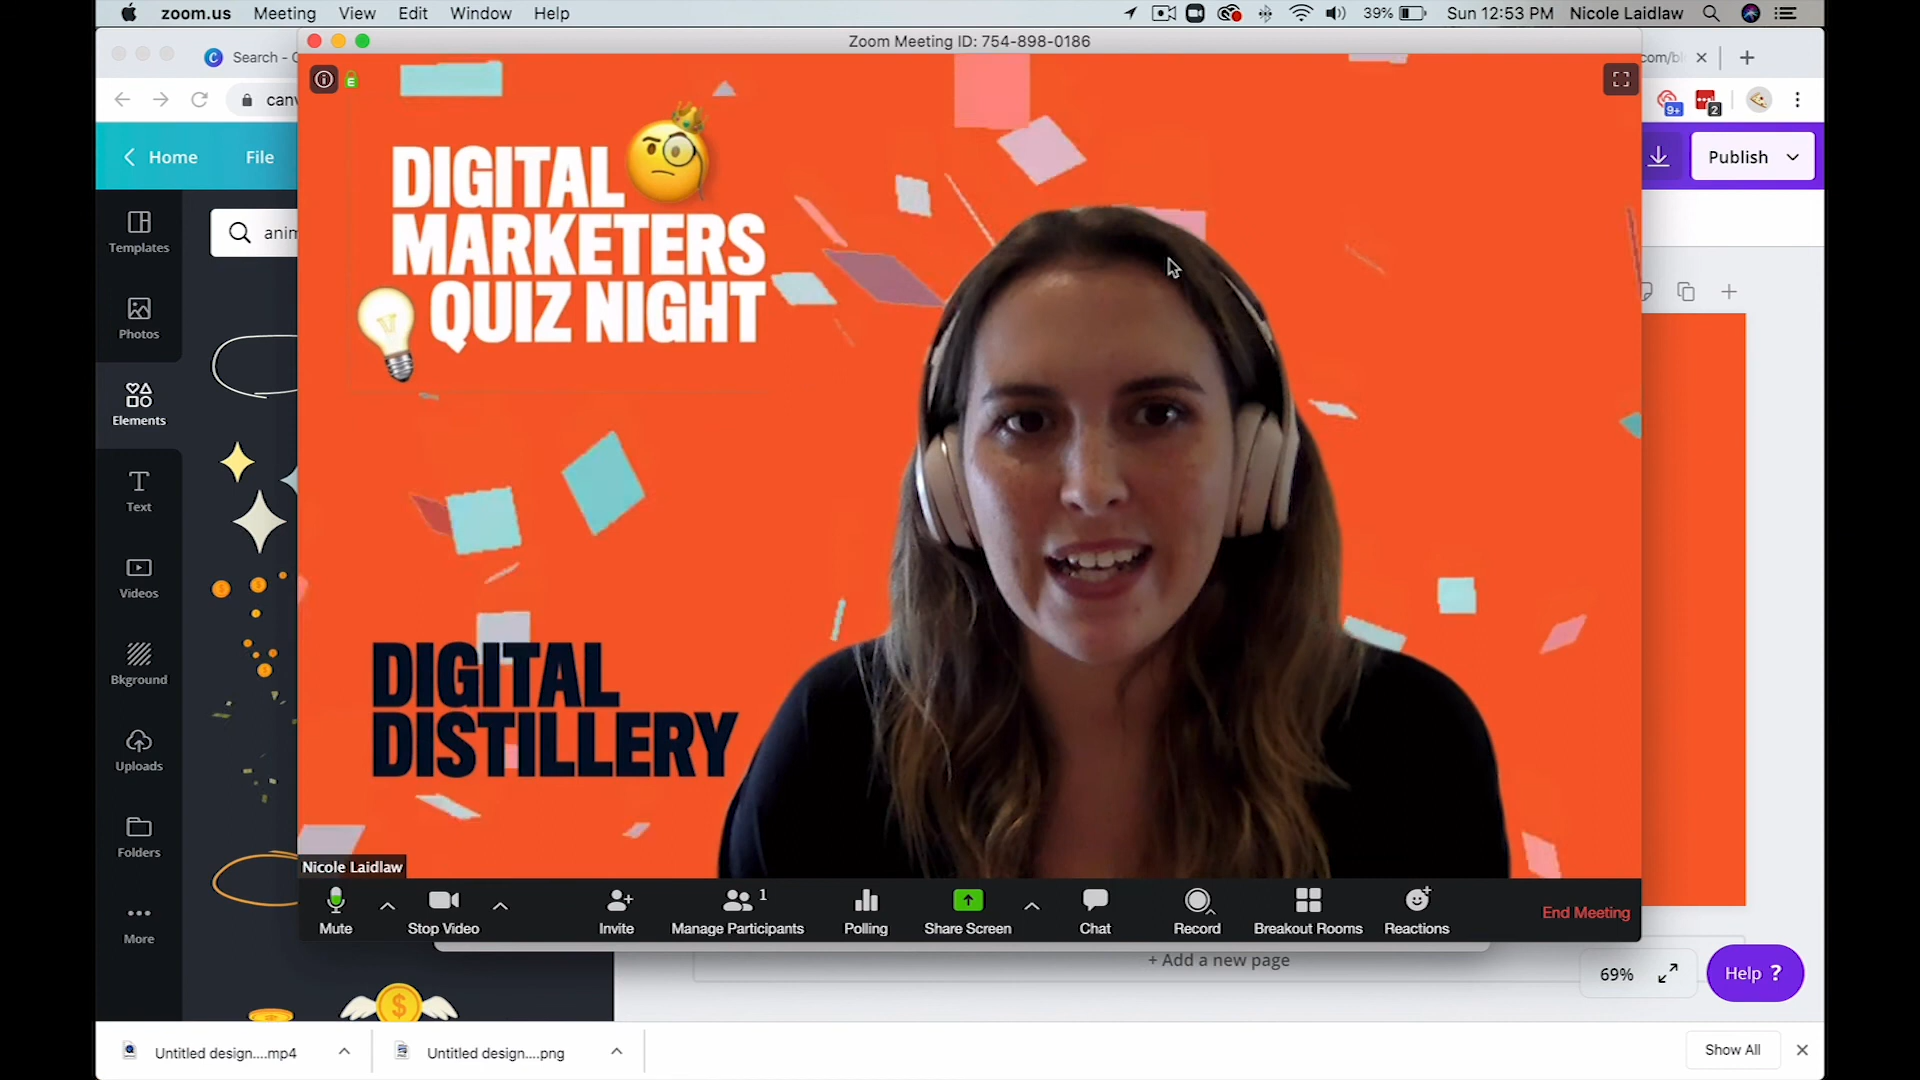 zoom.us Meeting View Edit Window Help 39% Sun 12:53 PM Nicole Laidlaw
Zoom Meeting ID: 754-898-0186
Search -
9+ 2
Home File Publish
Templates
Photos
Elements
Text
Videos
Bkground
Uploads
Folders
More
DIGITAL
MARKETERS
QUIZ NIGHT
DIGITAL
DISTILLERY
Nicole Laidlaw
Mute Stop Video Invite Manage Participants 1 Polling Share Screen Chat Record Breakout Rooms Reactions End Meeting
+ Add a new page
69% Help ?
Untitled design....mp4 Untitled design....png Show All